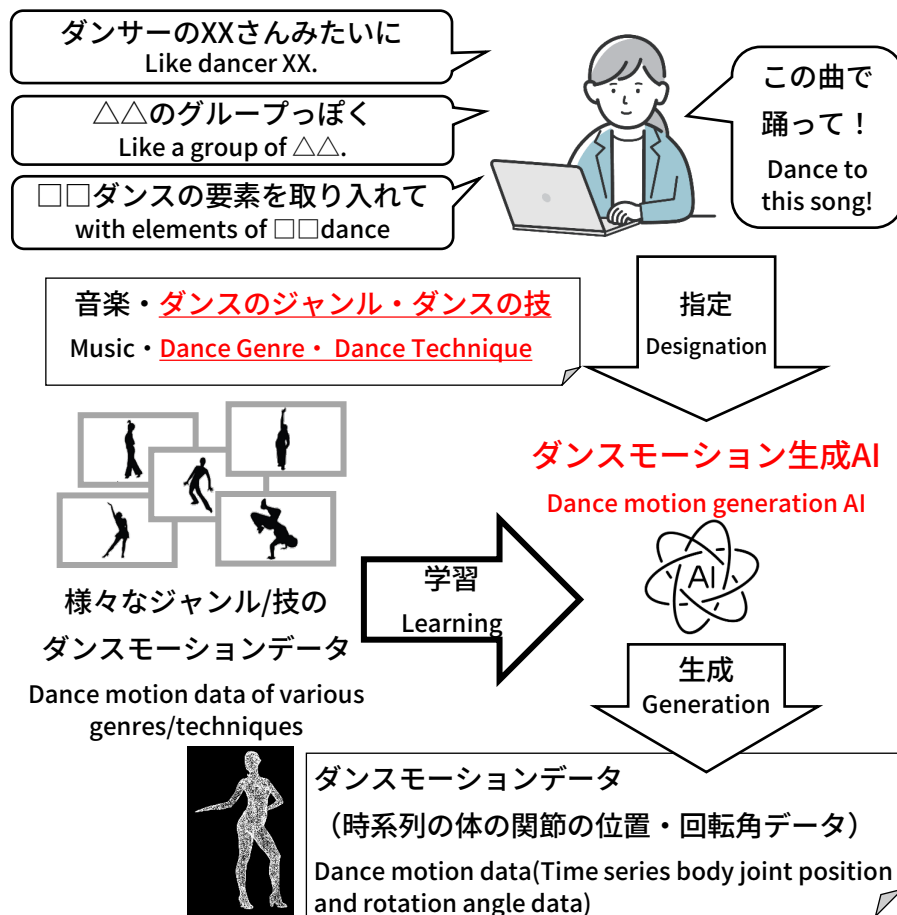 ダンサーのXXさんみたいに
Like dancer XX.
△△のグループっぽく
Like a group of △△.
□□ダンスの要素を取り入れて
with elements of □□dance
この曲で
踊って！
Dance to
this song!
音楽・ダンスのジャンル・ダンスの技
Music・Dance Genre・ Dance Technique
指定
Designation
ダンスモーション生成AI
Dance motion generation AI
AI
学習
Learning
様々なジャンル/技の
ダンスモーションデータ
Dance motion data of various
genres/techniques
生成
Generation
ダンスモーションデータ
（時系列の体の関節の位置・回転角データ）
Dance motion data(Time series body joint position
and rotation angle data)